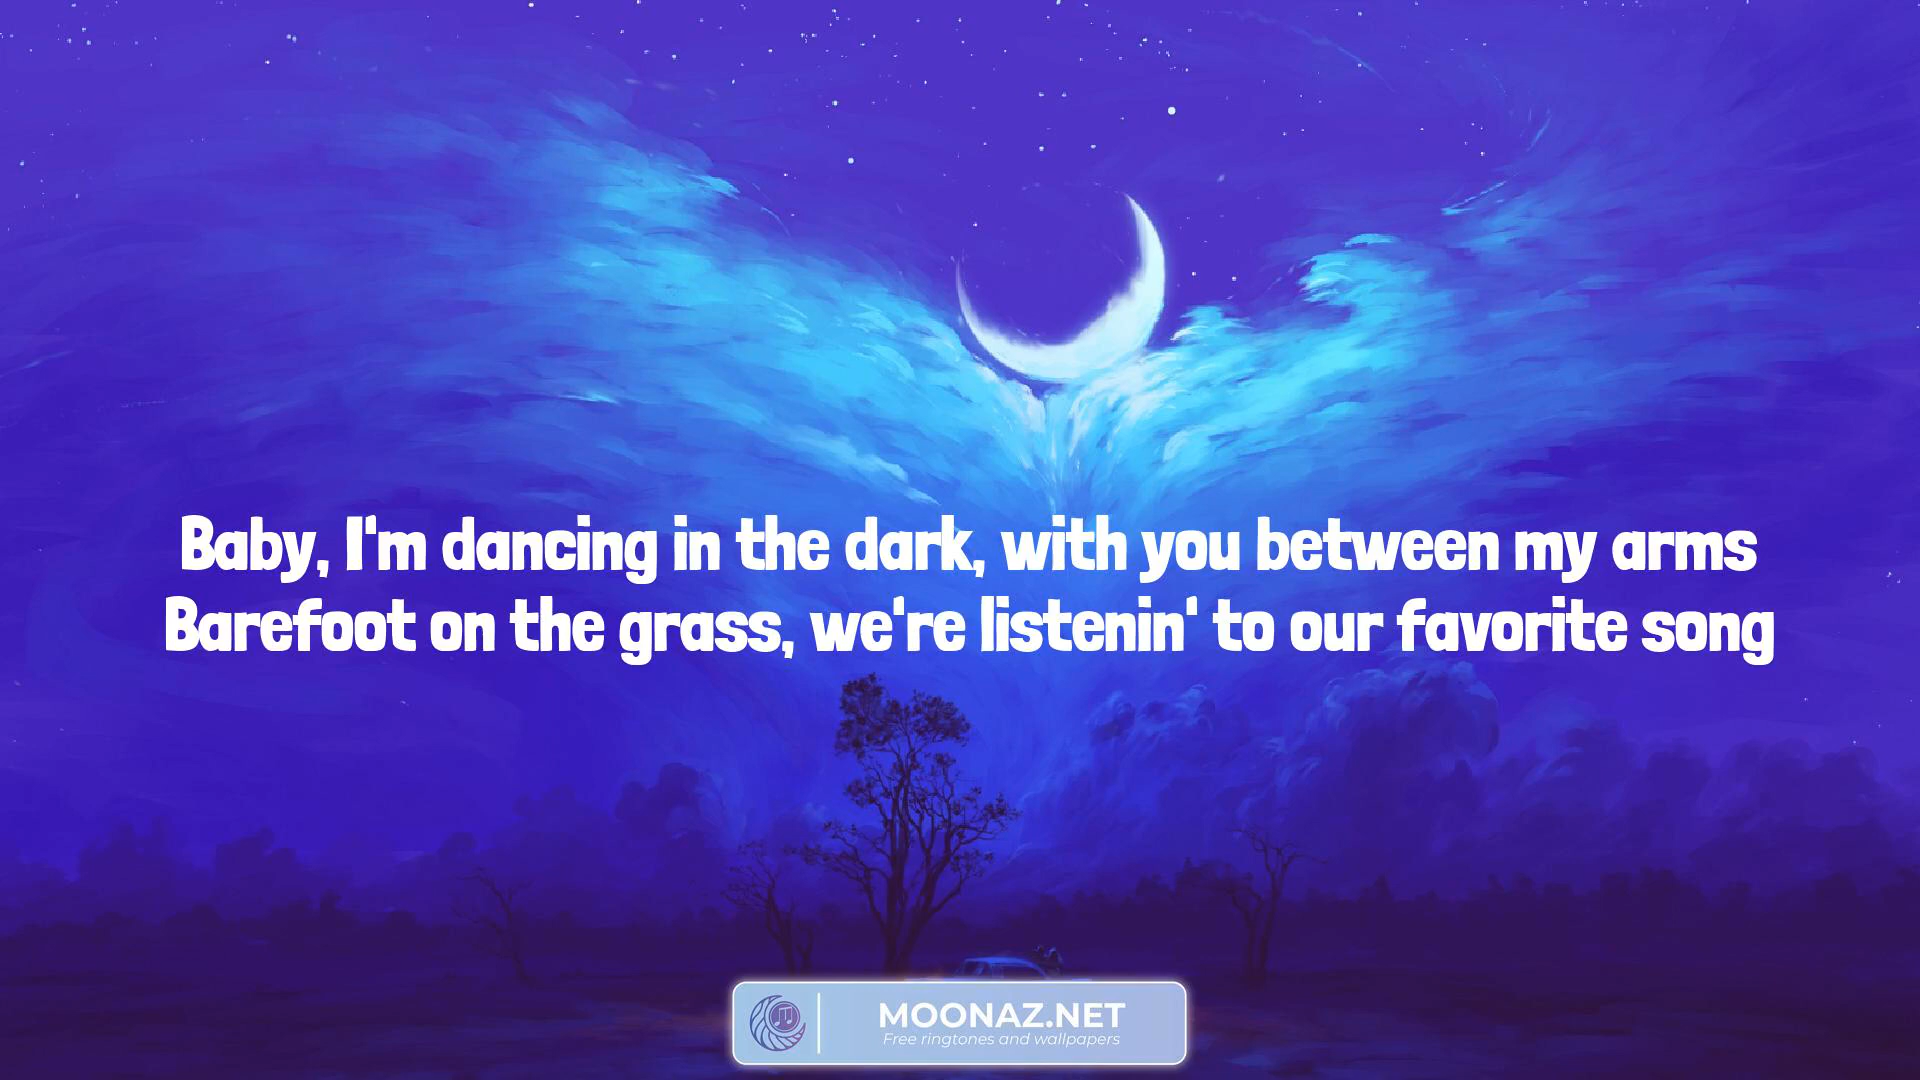 Baby, I'm dancing in the dark, with you between my arms
Barefoot on the grass, we're listenin' to our favorite song
MOONAZ.NET
Free ringtones and wallpapers